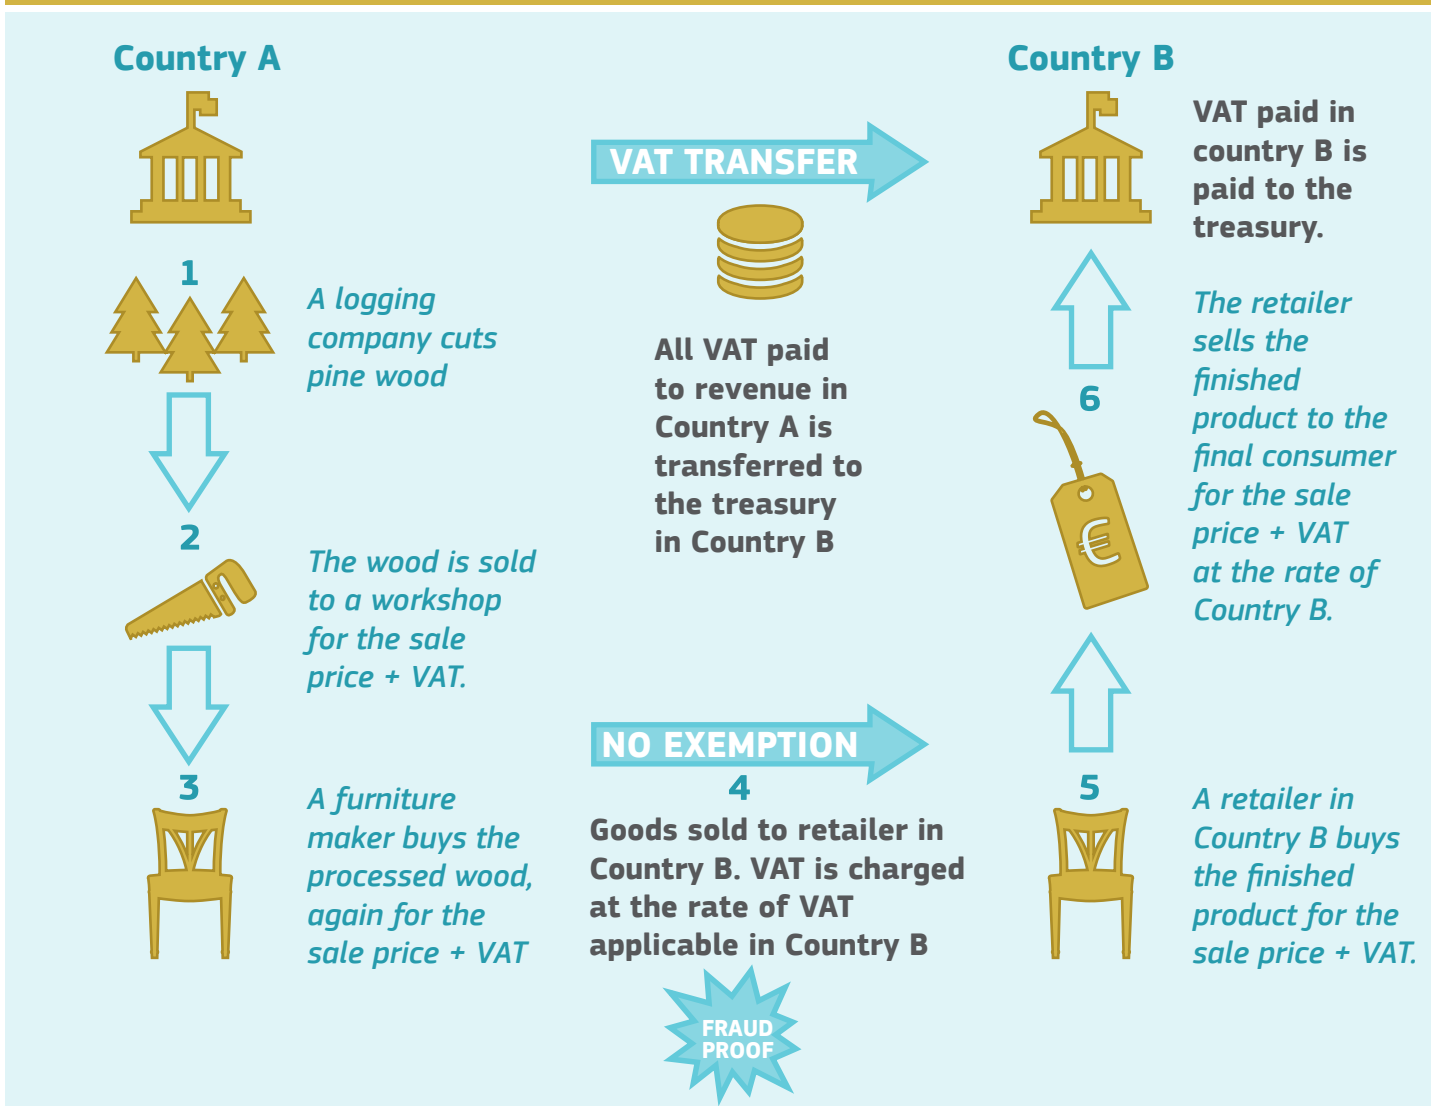 Country A
1
A logging
company cuts
pine wood
2
The wood is sold
to a workshop
for the sale
price + VAT.
3
A furniture
maker buys the
processed wood,
again for the
sale price + VAT
VAT TRANSFER
All VAT paid
to revenue in
Country A is
transferred to
the treasury
in Country B
NO EXEMPTION
4
Goods sold to retailer in
Country B. VAT is charged
at the rate of VAT
applicable in Country B
FRAUD
PROOF
Country B
VAT paid in
country B is
paid to the
treasury.
6
The retailer
sells the
finished
product to the
final consumer
for the sale
price + VAT
at the rate of
Country B.
€
5
A retailer in
Country B buys
the finished
product for the
sale price + VAT.